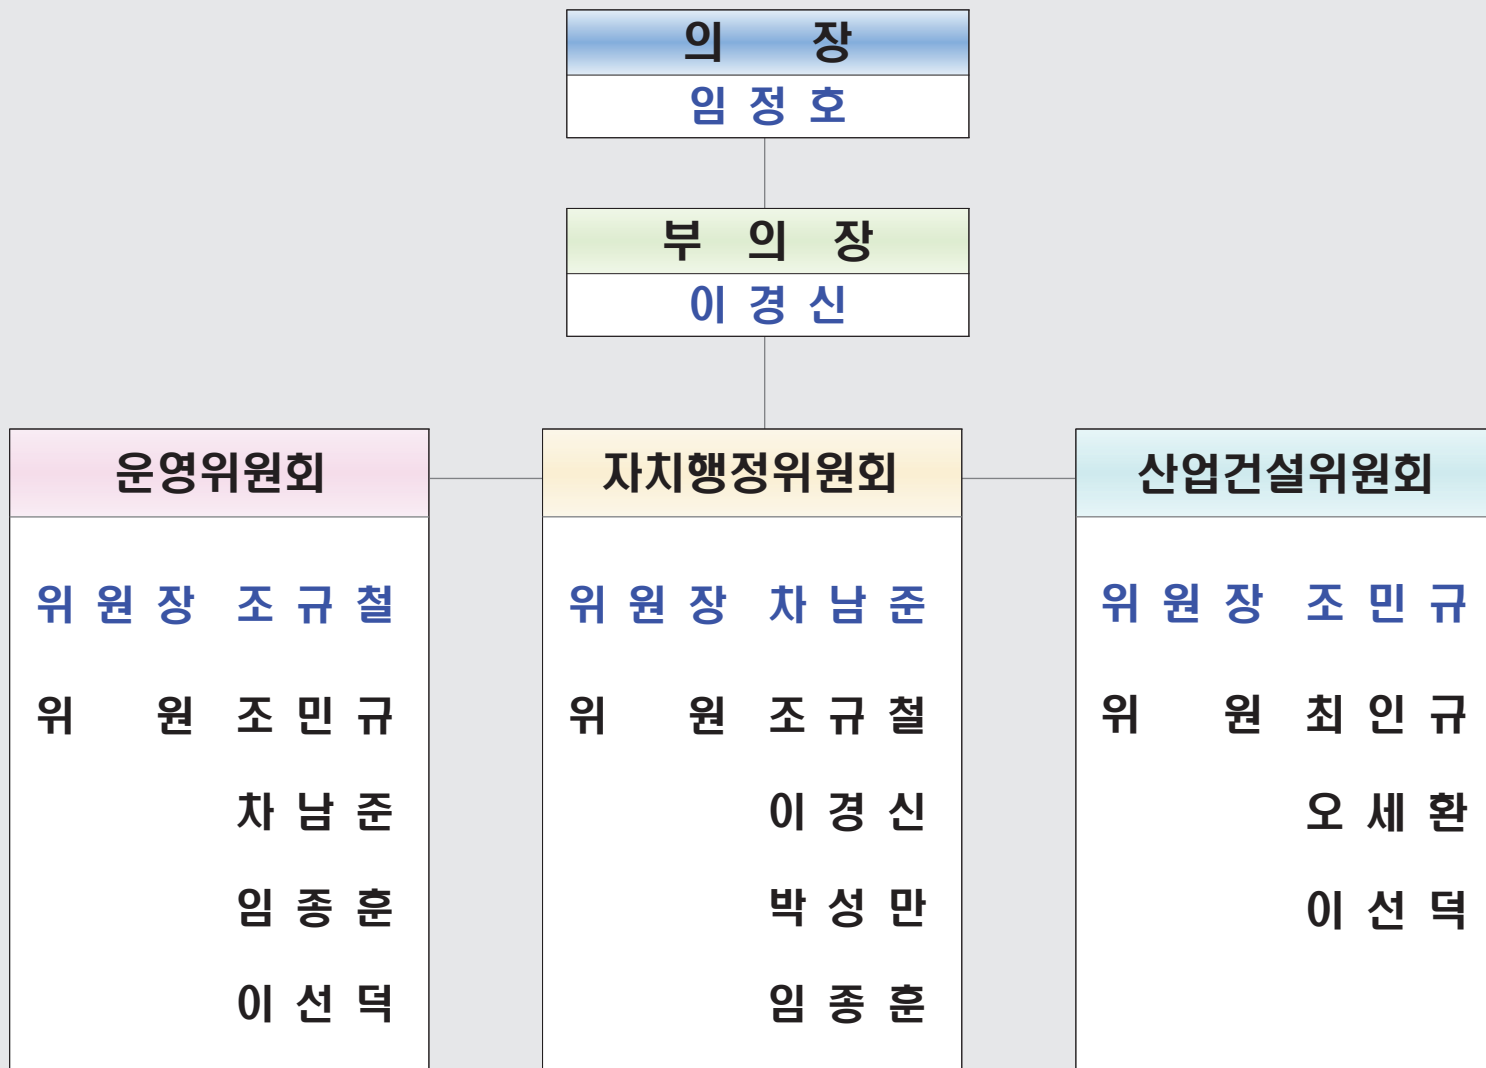 의 장
임 정 호
부 의 장
이 경 신
운영위원회
위 원 장 조 규 철
위 원 조 민 규
차 남 준
임 종 훈
이 선 덕
자치행정위원회
위 원 장 차 남 준
위 원 조 규 철
이 경 신
박 성 만
임 종 훈
산업건설위원회
위 원 장 조 민 규
위 원 최 인 규
오 세 환
이 선 덕